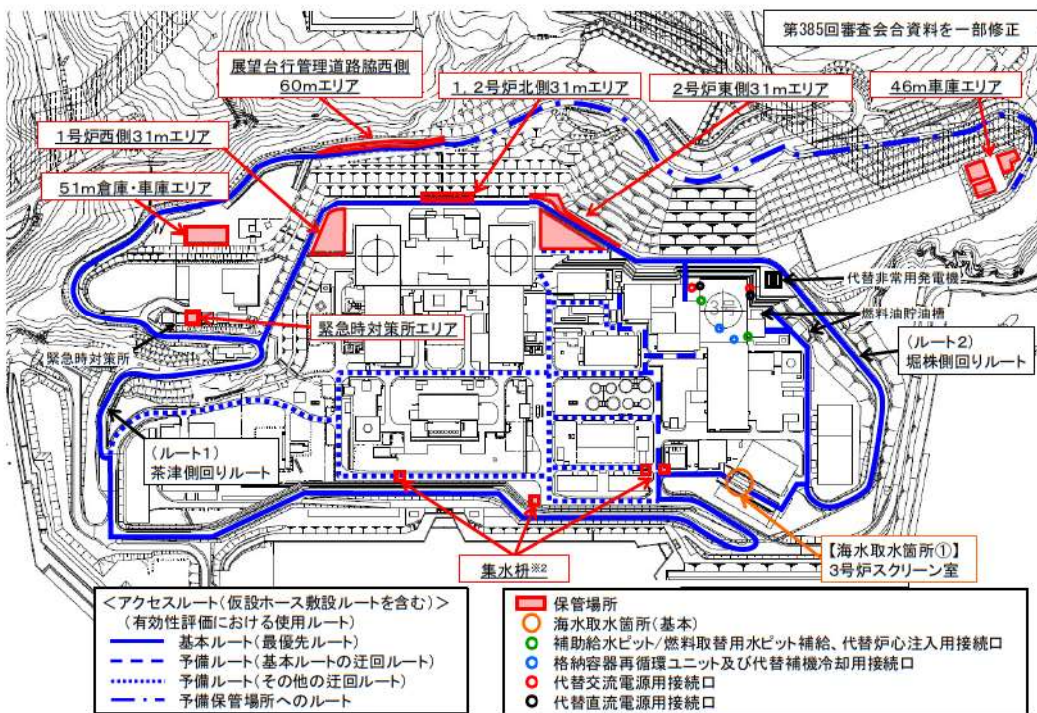 第385回審査会合資料を一部修正
展望台行管理道路脇西側
60mエリア
1,2号炉北側31mエリア
2号炉東側31mエリア
46m車庫エリア
1号炉西側31mエリア
51m倉庫・車庫エリア
代替非常用発電機
3号
燃料油貯油槽
緊急時対策所エリア
緊急時対策所
(ルート2)
堀株側回りルート
(ルート1)
茶津側回りルート
集水枡※2
【海水取水箇所①】
3号炉スクリーン室
<アクセスルート(仮設ホース敷設ルートを含む)>
(有効性評価における使用ルート)
基本ルート(最優先ルート)
予備ルート(基本ルートの迂回ルート)
予備ルート(その他の迂回ルート)
予備保管場所へのルート
保管場所
海水取水箇所(基本)
補助給水ピット/燃料取替用水ピット補給、代替炉心注入用接続口
格納容器再循環ユニット及び代替補機冷却用接続口
代替交流電源用接続口
代替直流電源用接続口